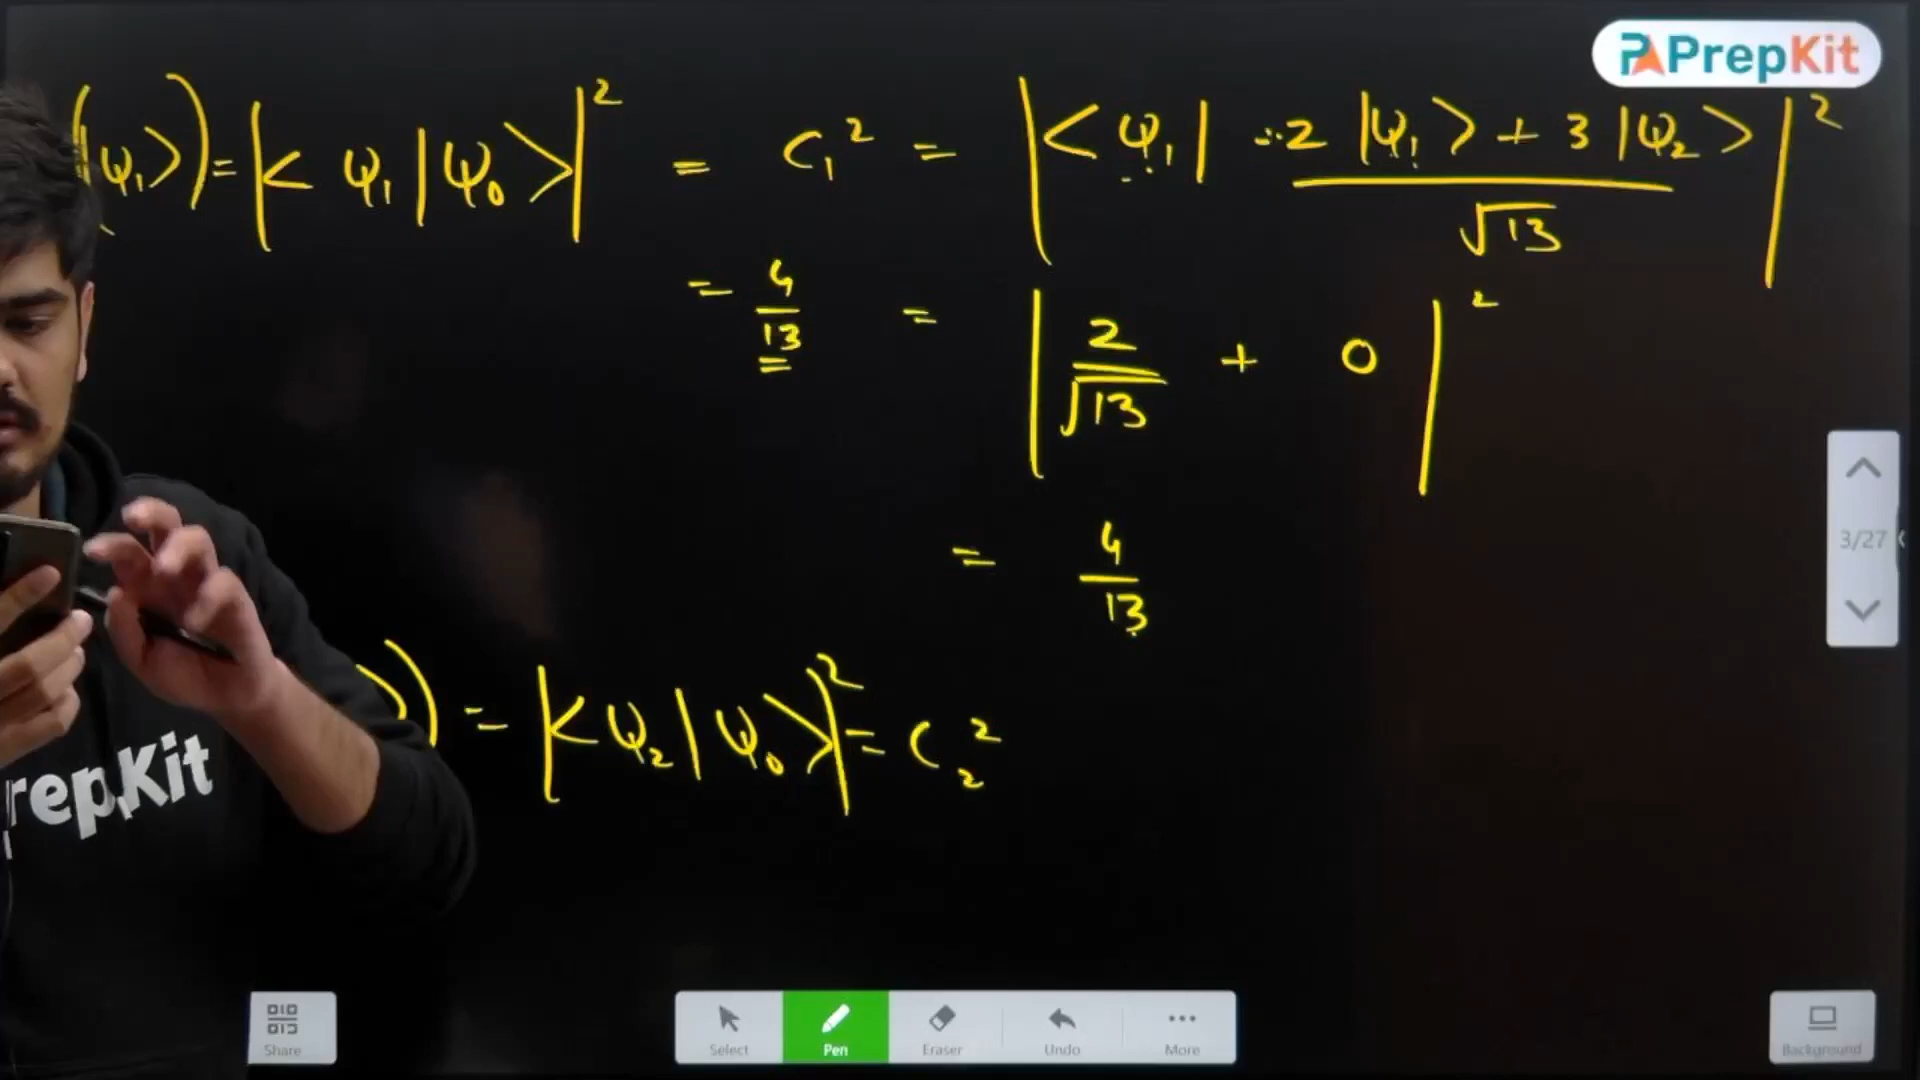 PrepKit
(|ψ₁⟩) = |⟨ψ₁|ψ₀⟩|² = C₁² = |⟨ψ₁| 2|ψ₁⟩ + 3|ψ₂⟩ / √13 ⟩|²
= 4/13 = |2/√13 + 0|²
= 4/13
⟩) = |⟨ψ₂|ψ₀⟩|² = C₂²
3/27
repKit
Share
Select
Pen
Eraser
Undo
More
Background